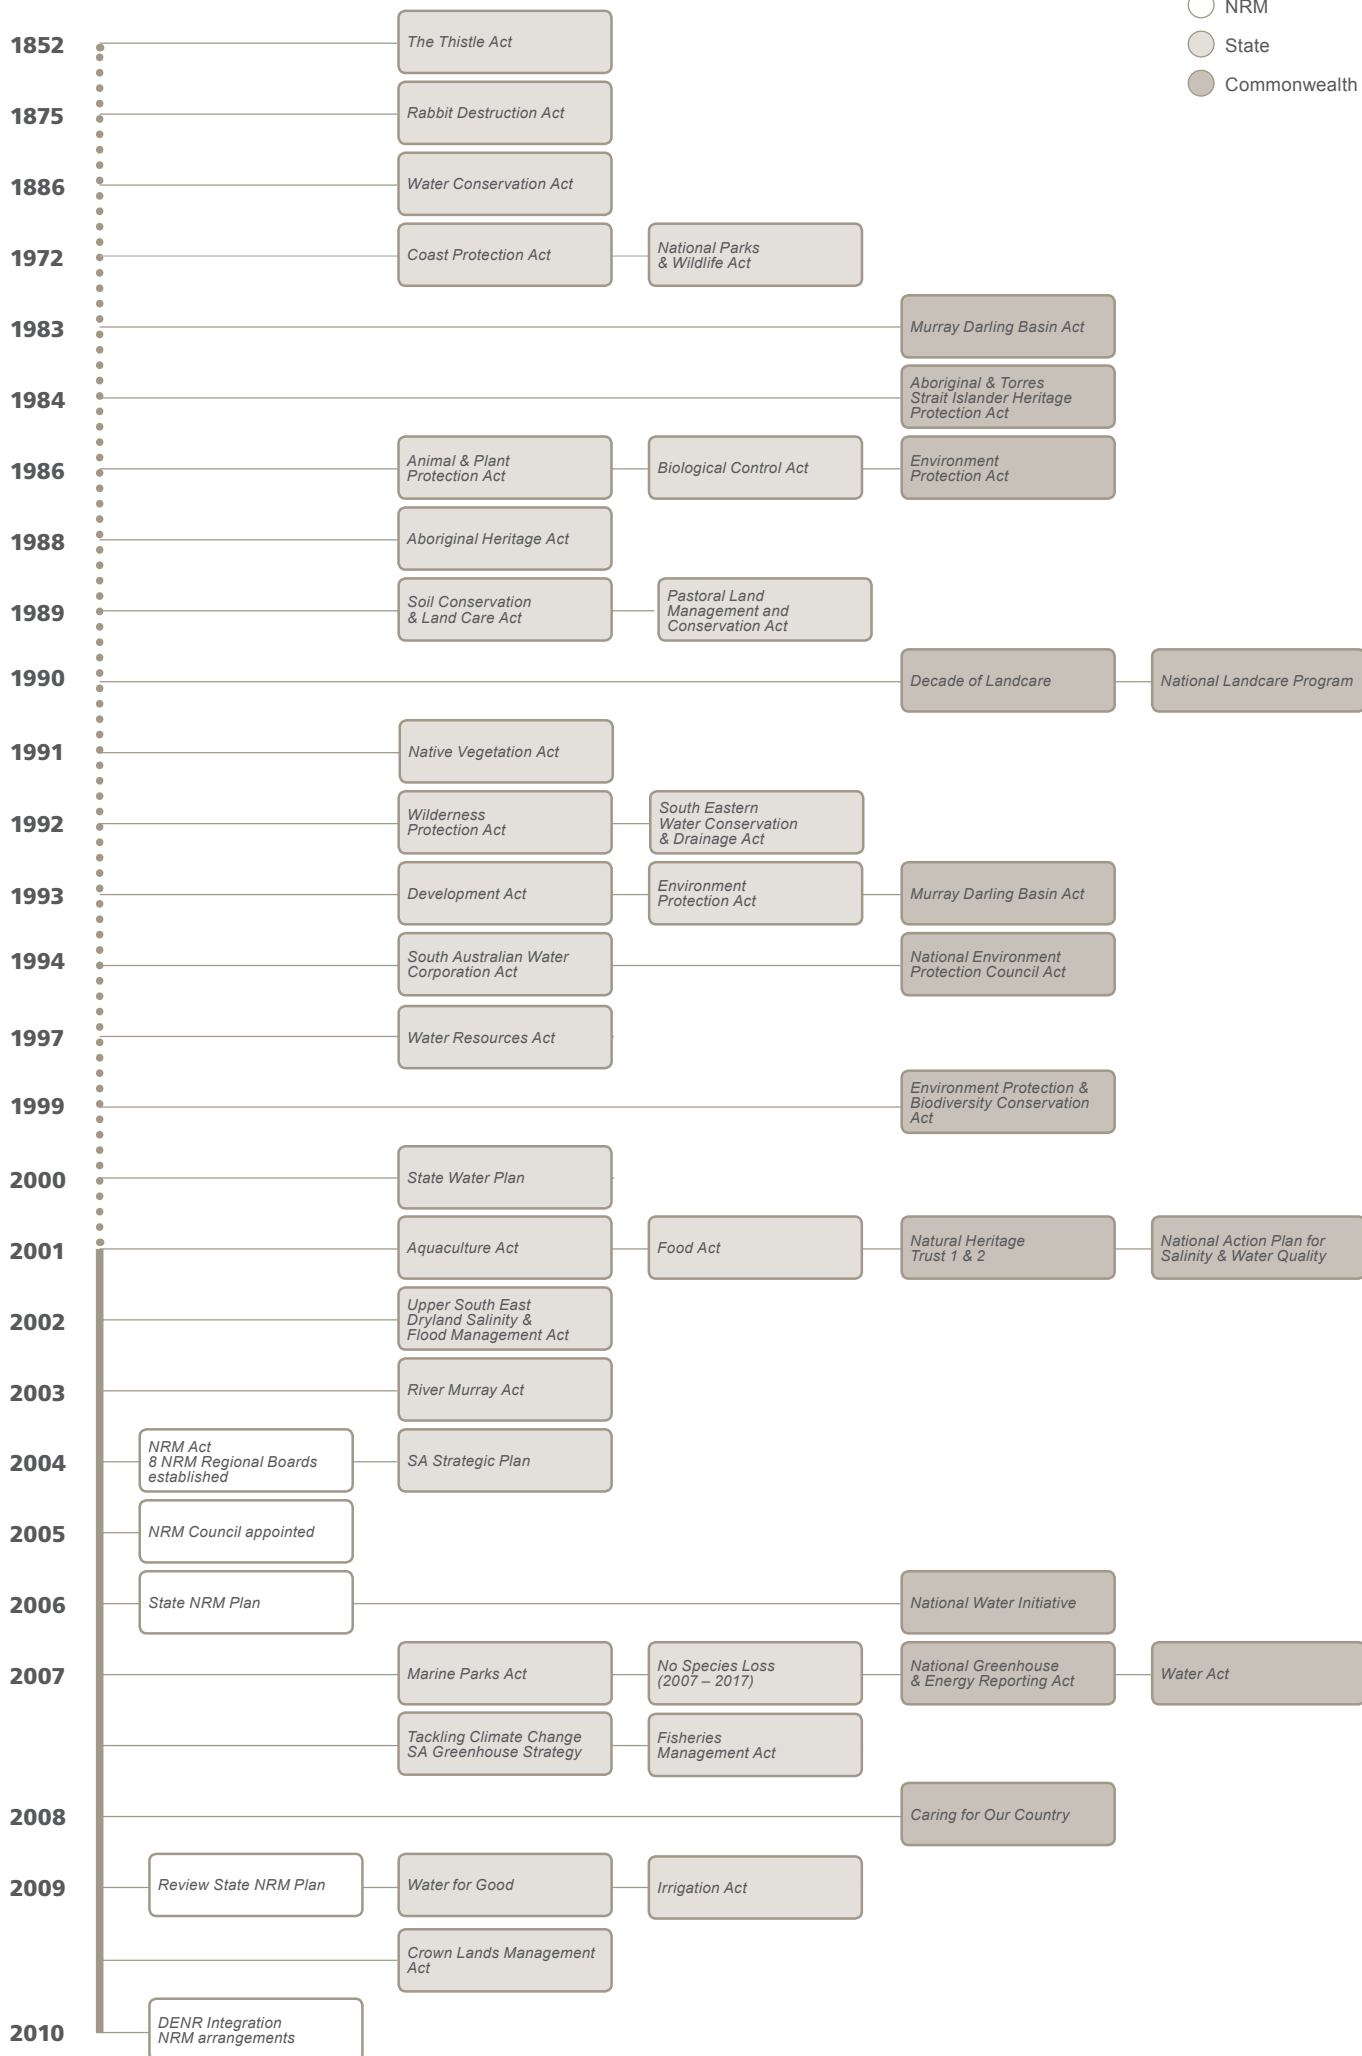 NRM
State
Commonwealth
1852
The Thistle Act
1875
Rabbit Destruction Act
1886
Water Conservation Act
1972
Coast Protection Act
National Parks
& Wildlife Act
1983
Murray Darling Basin Act
1984
Aboriginal & Torres
Strait Islander Heritage
Protection Act
1986
Animal & Plant
Protection Act
Biological Control Act
Environment
Protection Act
1988
Aboriginal Heritage Act
1989
Soil Conservation
& Land Care Act
Pastoral Land
Management and
Conservation Act
1990
Decade of Landcare
National Landcare Program
1991
Native Vegetation Act
1992
Wilderness
Protection Act
South Eastern
Water Conservation
& Drainage Act
1993
Development Act
Environment
Protection Act
Murray Darling Basin Act
1994
South Australian Water
Corporation Act
National Environment
Protection Council Act
1997
Water Resources Act
1999
Environment Protection &
Biodiversity Conservation
Act
2000
State Water Plan
2001
Aquaculture Act
Food Act
Natural Heritage
Trust 1 & 2
National Action Plan for
Salinity & Water Quality
2002
Upper South East
Dryland Salinity &
Flood Management Act
2003
River Murray Act
2004
NRM Act
8 NRM Regional Boards
established
SA Strategic Plan
2005
NRM Council appointed
2006
State NRM Plan
National Water Initiative
2007
Marine Parks Act
No Species Loss
(2007 – 2017)
National Greenhouse
& Energy Reporting Act
Water Act
Tackling Climate Change
SA Greenhouse Strategy
Fisheries
Management Act
2008
Caring for Our Country
2009
Review State NRM Plan
Water for Good
Irrigation Act
Crown Lands Management
Act
2010
DENR Integration
NRM arrangements